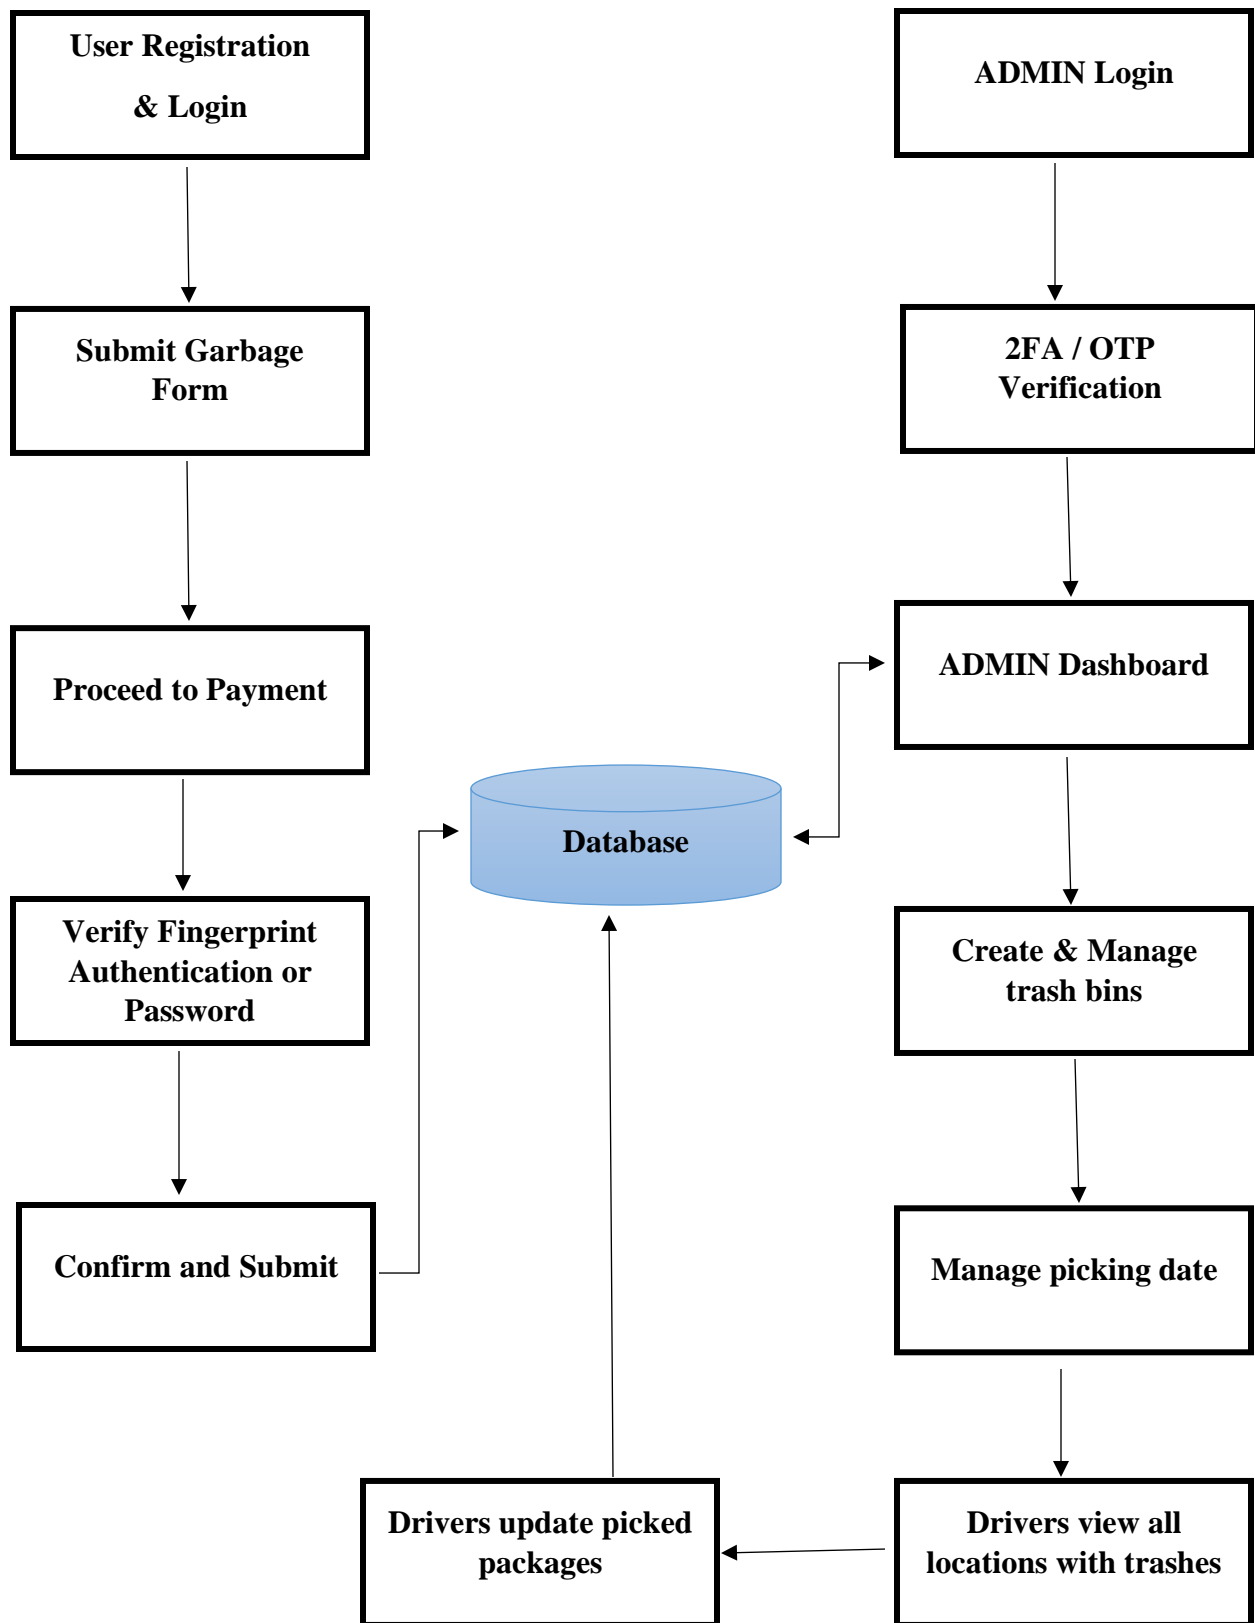 User Registration
& Login
ADMIN Login
Submit Garbage
Form
2FA / OTP
Verification
Proceed to Payment
ADMIN Dashboard
Database
Verify Fingerprint
Authentication or
Password
Create & Manage
trash bins
Confirm and Submit
Manage picking date
Drivers update picked
packages
Drivers view all
locations with trashes